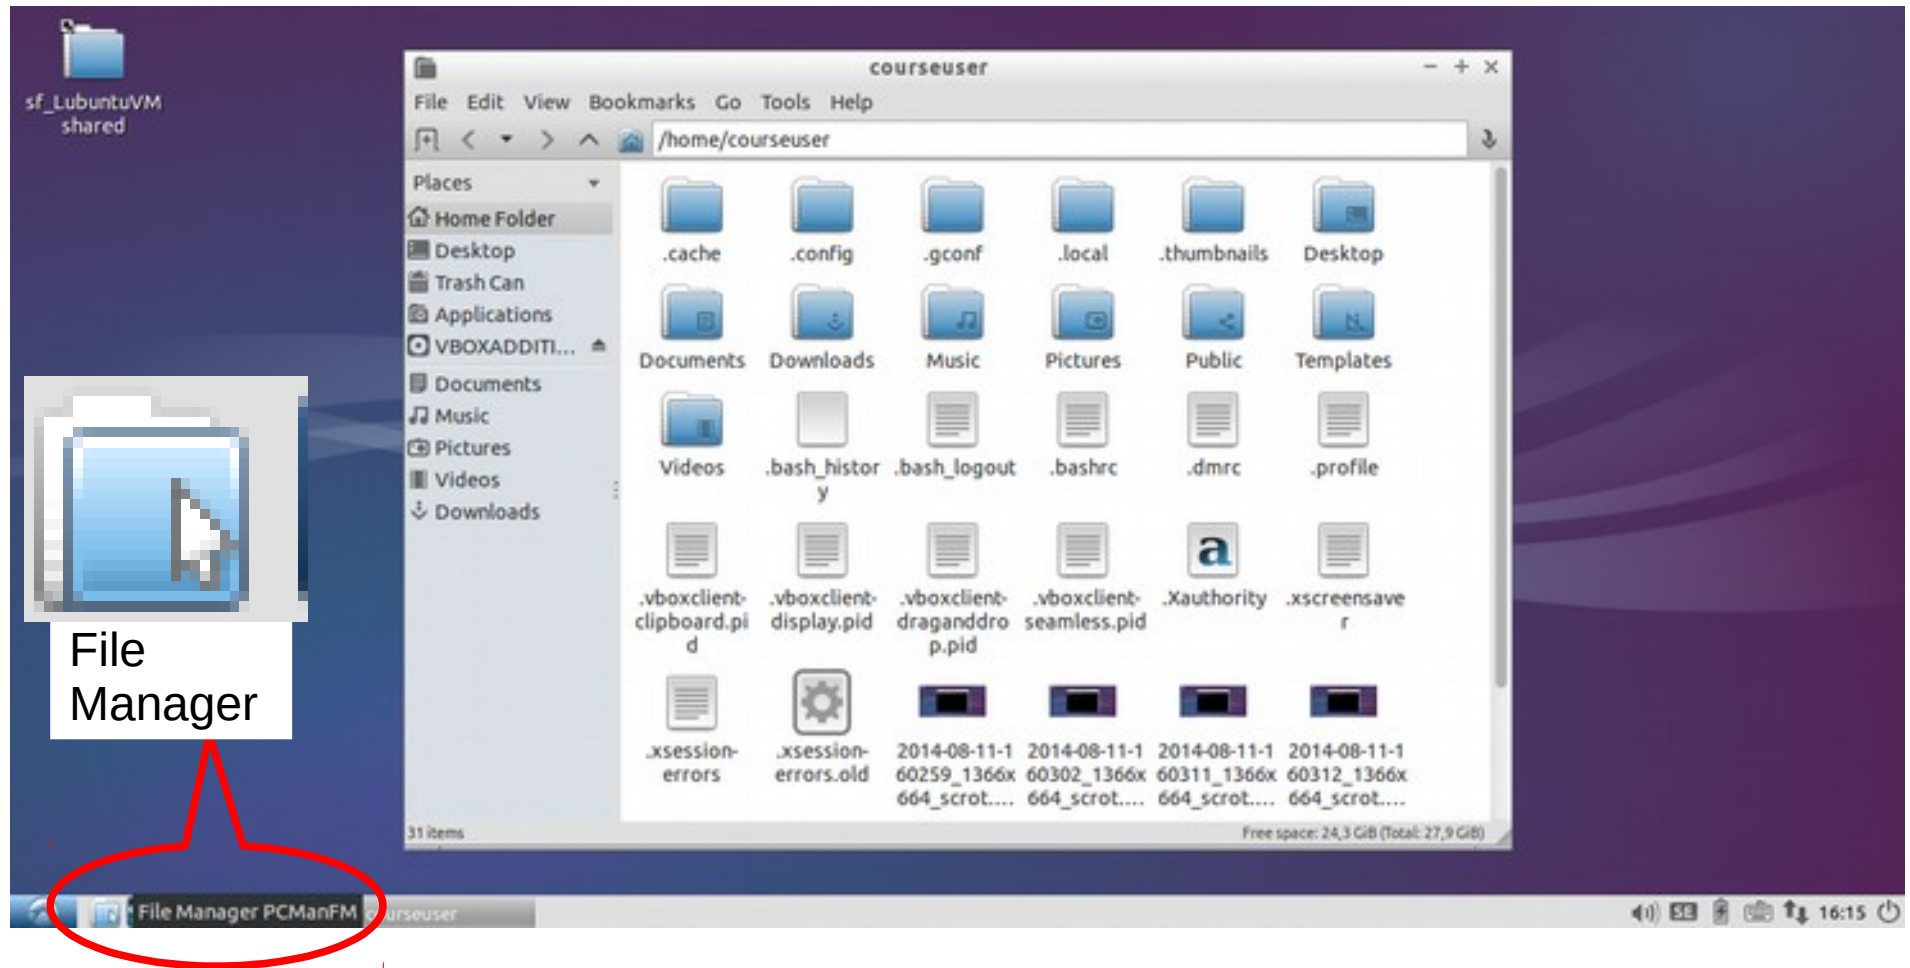 sf_LubuntuVM
shared
courseuser
File Edit View Bookmarks Go Tools Help
/home/courseuser
Places
Home Folder
Desktop
Trash Can
Applications
VBOXADDITI...
Documents
Music
Pictures
Videos
Downloads
.cache .config .gconf .local .thumbnails Desktop
Documents Downloads Music Pictures Public Templates
Videos .bash_histor .bash_logout .bashrc .dmrc .profile
y
.vboxclient- .vboxclient- .vboxclient- .vboxclient- .Xauthority .xscreensave
clipboard.pi display.pid draganddro seamless.pid r
d p.pid
.xsession- .xsession- 2014-08-11-1 2014-08-11-1 2014-08-11-1 2014-08-11-1
errors errors.old 60259_1366x 60302_1366x 60311_1366x 60312_1366x
664_scrot.... 664_scrot.... 664_scrot.... 664_scrot....
31 items Free space: 24,3 GiB (Total: 27,9 GiB)
File
Manager
File Manager PCManFM courseuser
SE 16:15